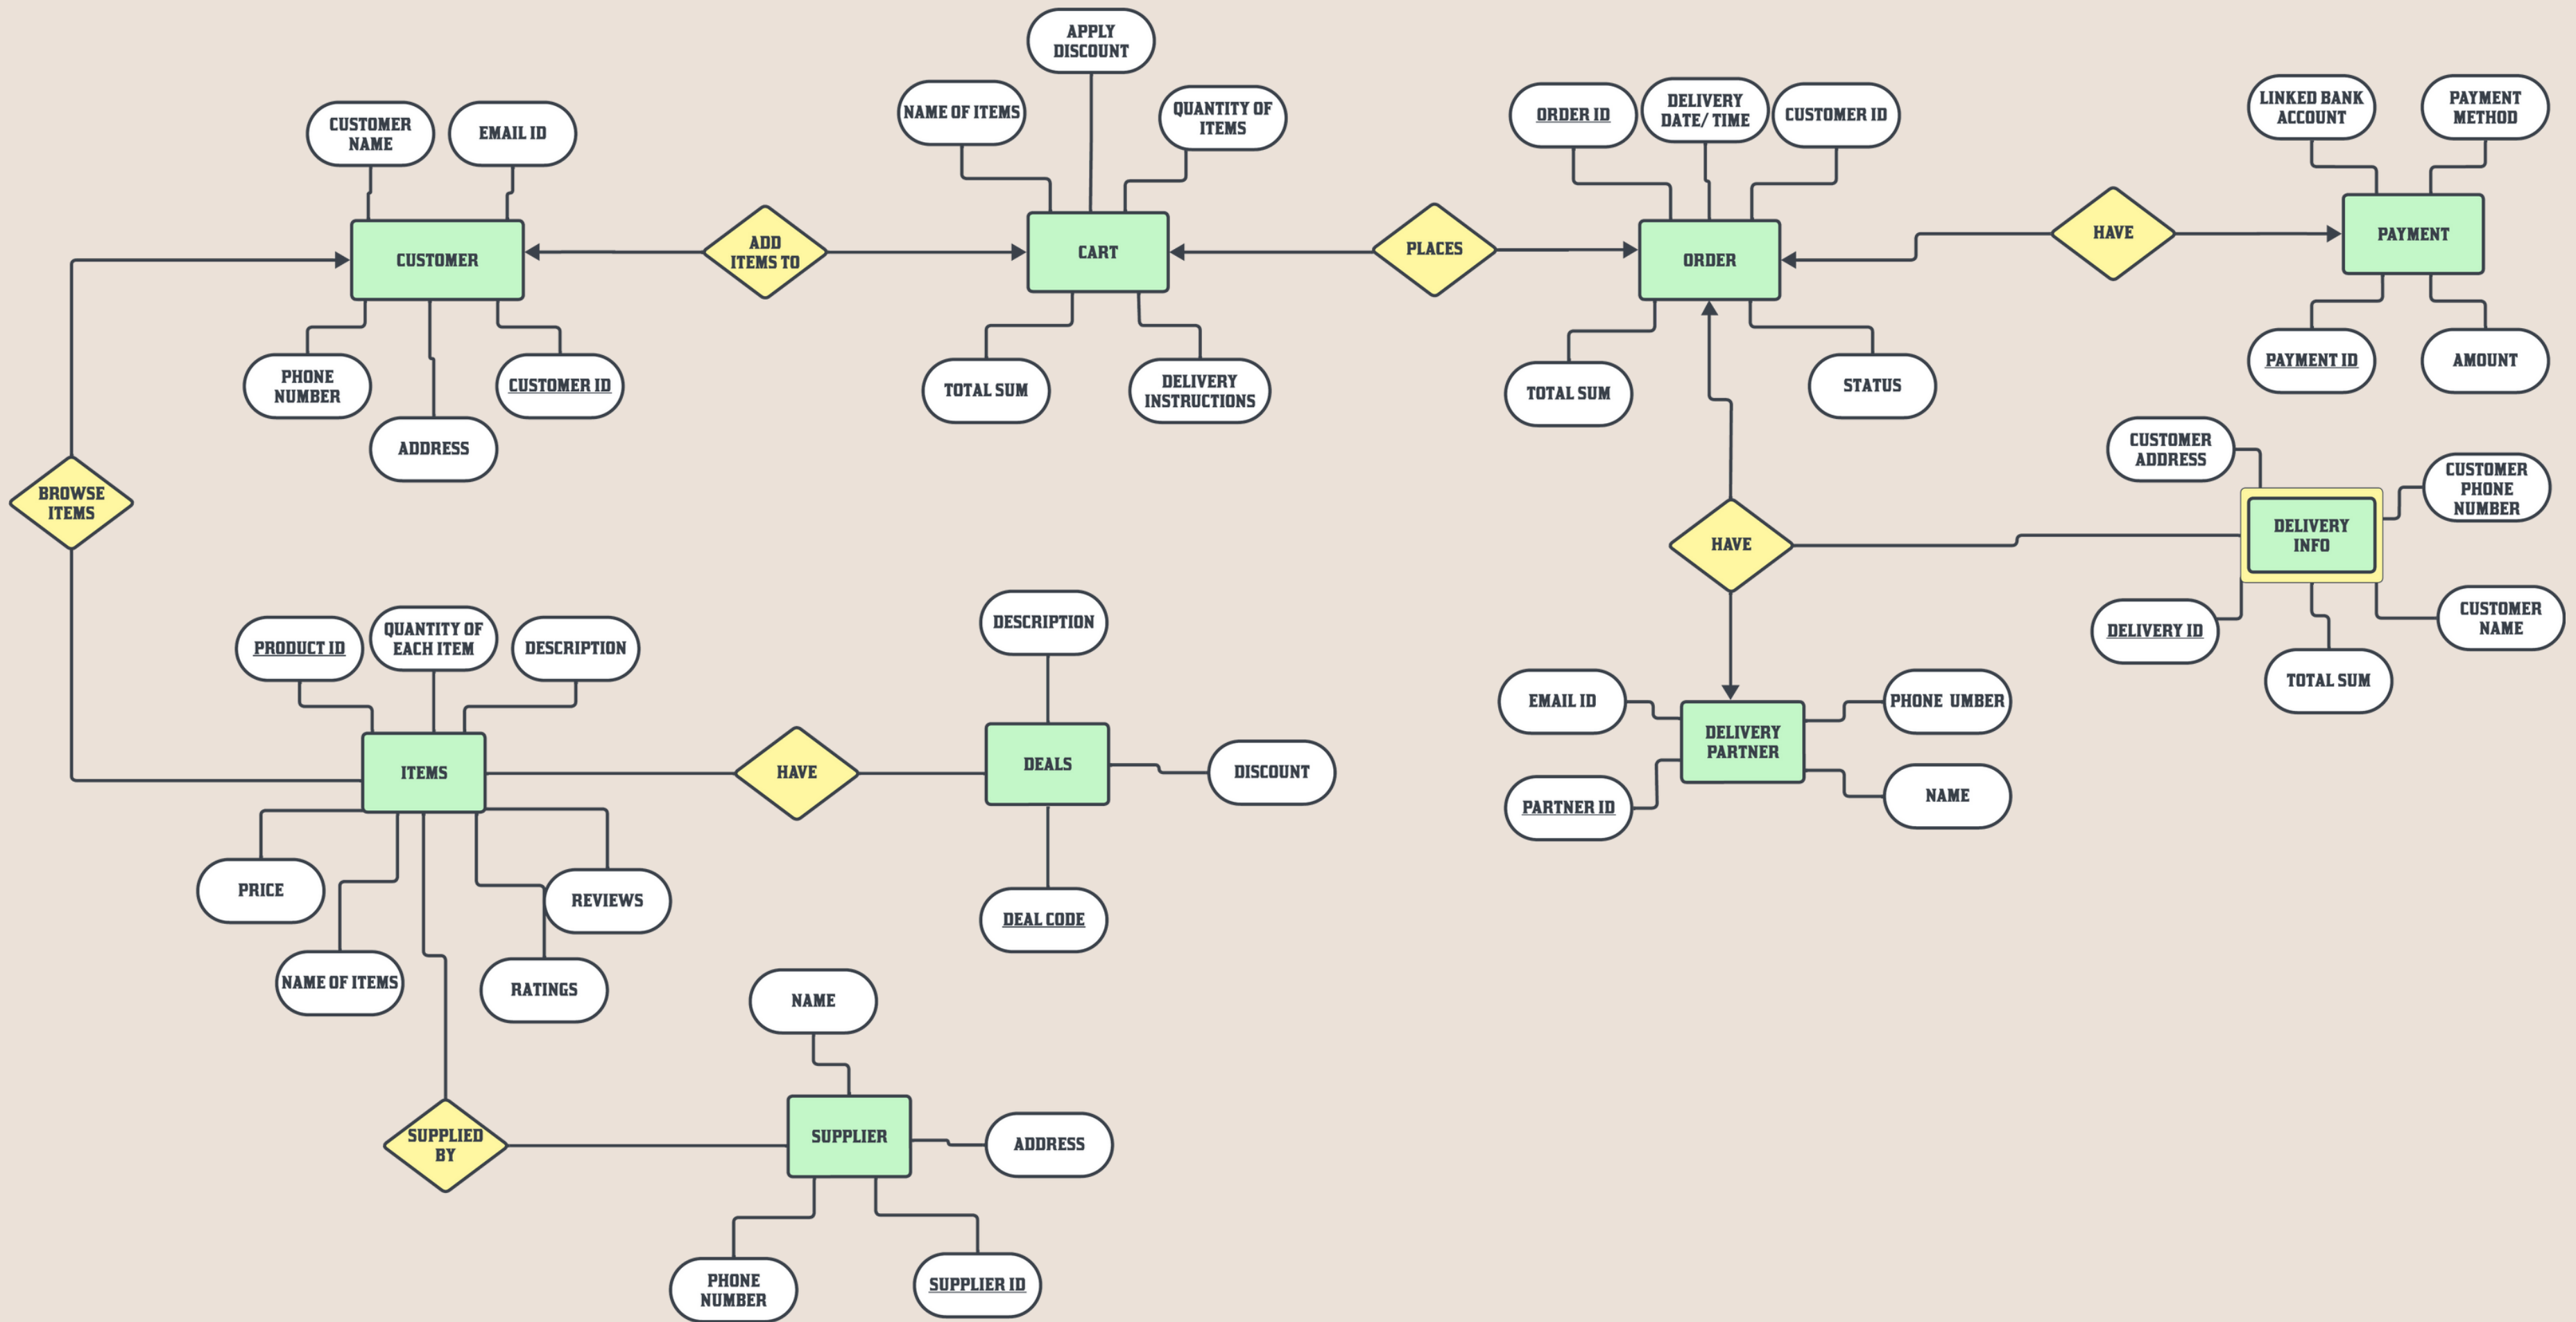 APPLY
DISCOUNT
NAME OF ITEMS
QUANTITY OF
ITEMS
CUSTOMER
NAME
EMAIL ID
ORDER ID
DELIVERY
DATE/ TIME
CUSTOMER ID
LINKED BANK
ACCOUNT
PAYMENT
METHOD
CUSTOMER
ADD
ITEMS TO
CART
PLACES
ORDER
HAVE
PAYMENT
PHONE
NUMBER
CUSTOMER ID
ADDRESS
TOTAL SUM
DELIVERY
INSTRUCTIONS
TOTAL SUM
STATUS
PAYMENT ID
AMOUNT
BROWSE
ITEMS
CUSTOMER
ADDRESS
CUSTOMER
PHONE
NUMBER
HAVE
DELIVERY
INFO
DELIVERY ID
CUSTOMER
NAME
TOTAL SUM
PRODUCT ID
QUANTITY OF
EACH ITEM
DESCRIPTION
DESCRIPTION
ITEMS
HAVE
DEALS
DISCOUNT
EMAIL ID
PHONE UMBER
DELIVERY
PARTNER
PARTNER ID
NAME
PRICE
REVIEWS
DEAL CODE
NAME OF ITEMS
RATINGS
NAME
SUPPLIED
BY
SUPPLIER
ADDRESS
PHONE
NUMBER
SUPPLIER ID